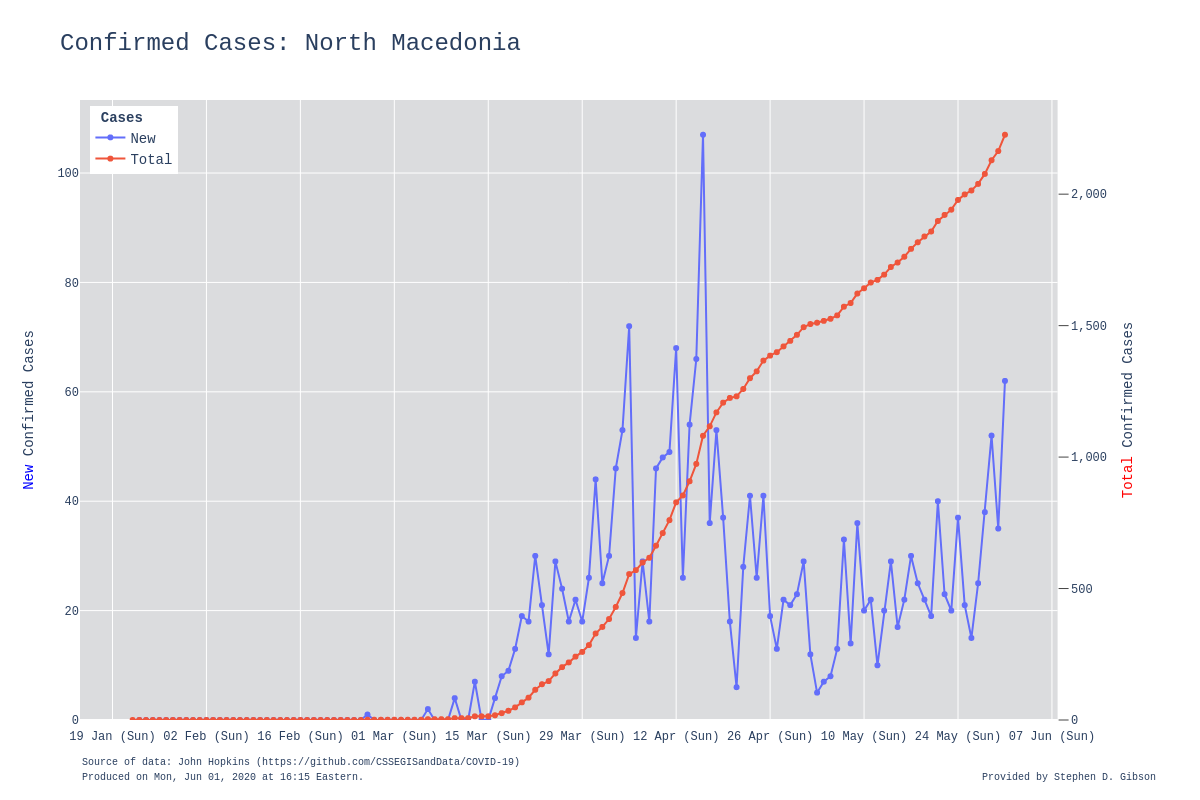 Confirmed Cases: North Macedonia
Cases
New
Total
100
80
60
40
20
0
New Confirmed Cases
2,000
1,500
1,000
500
0
Total Confirmed Cases
19 Jan (Sun) 02 Feb (Sun) 16 Feb (Sun) 01 Mar (Sun) 15 Mar (Sun) 29 Mar (Sun) 12 Apr (Sun) 26 Apr (Sun) 10 May (Sun) 24 May (Sun) 07 Jun (Sun)
Source of data: John Hopkins (https://github.com/CSSEGISandData/COVID-19)
Produced on Mon, Jun 01, 2020 at 16:15 Eastern.
Provided by Stephen D. Gibson